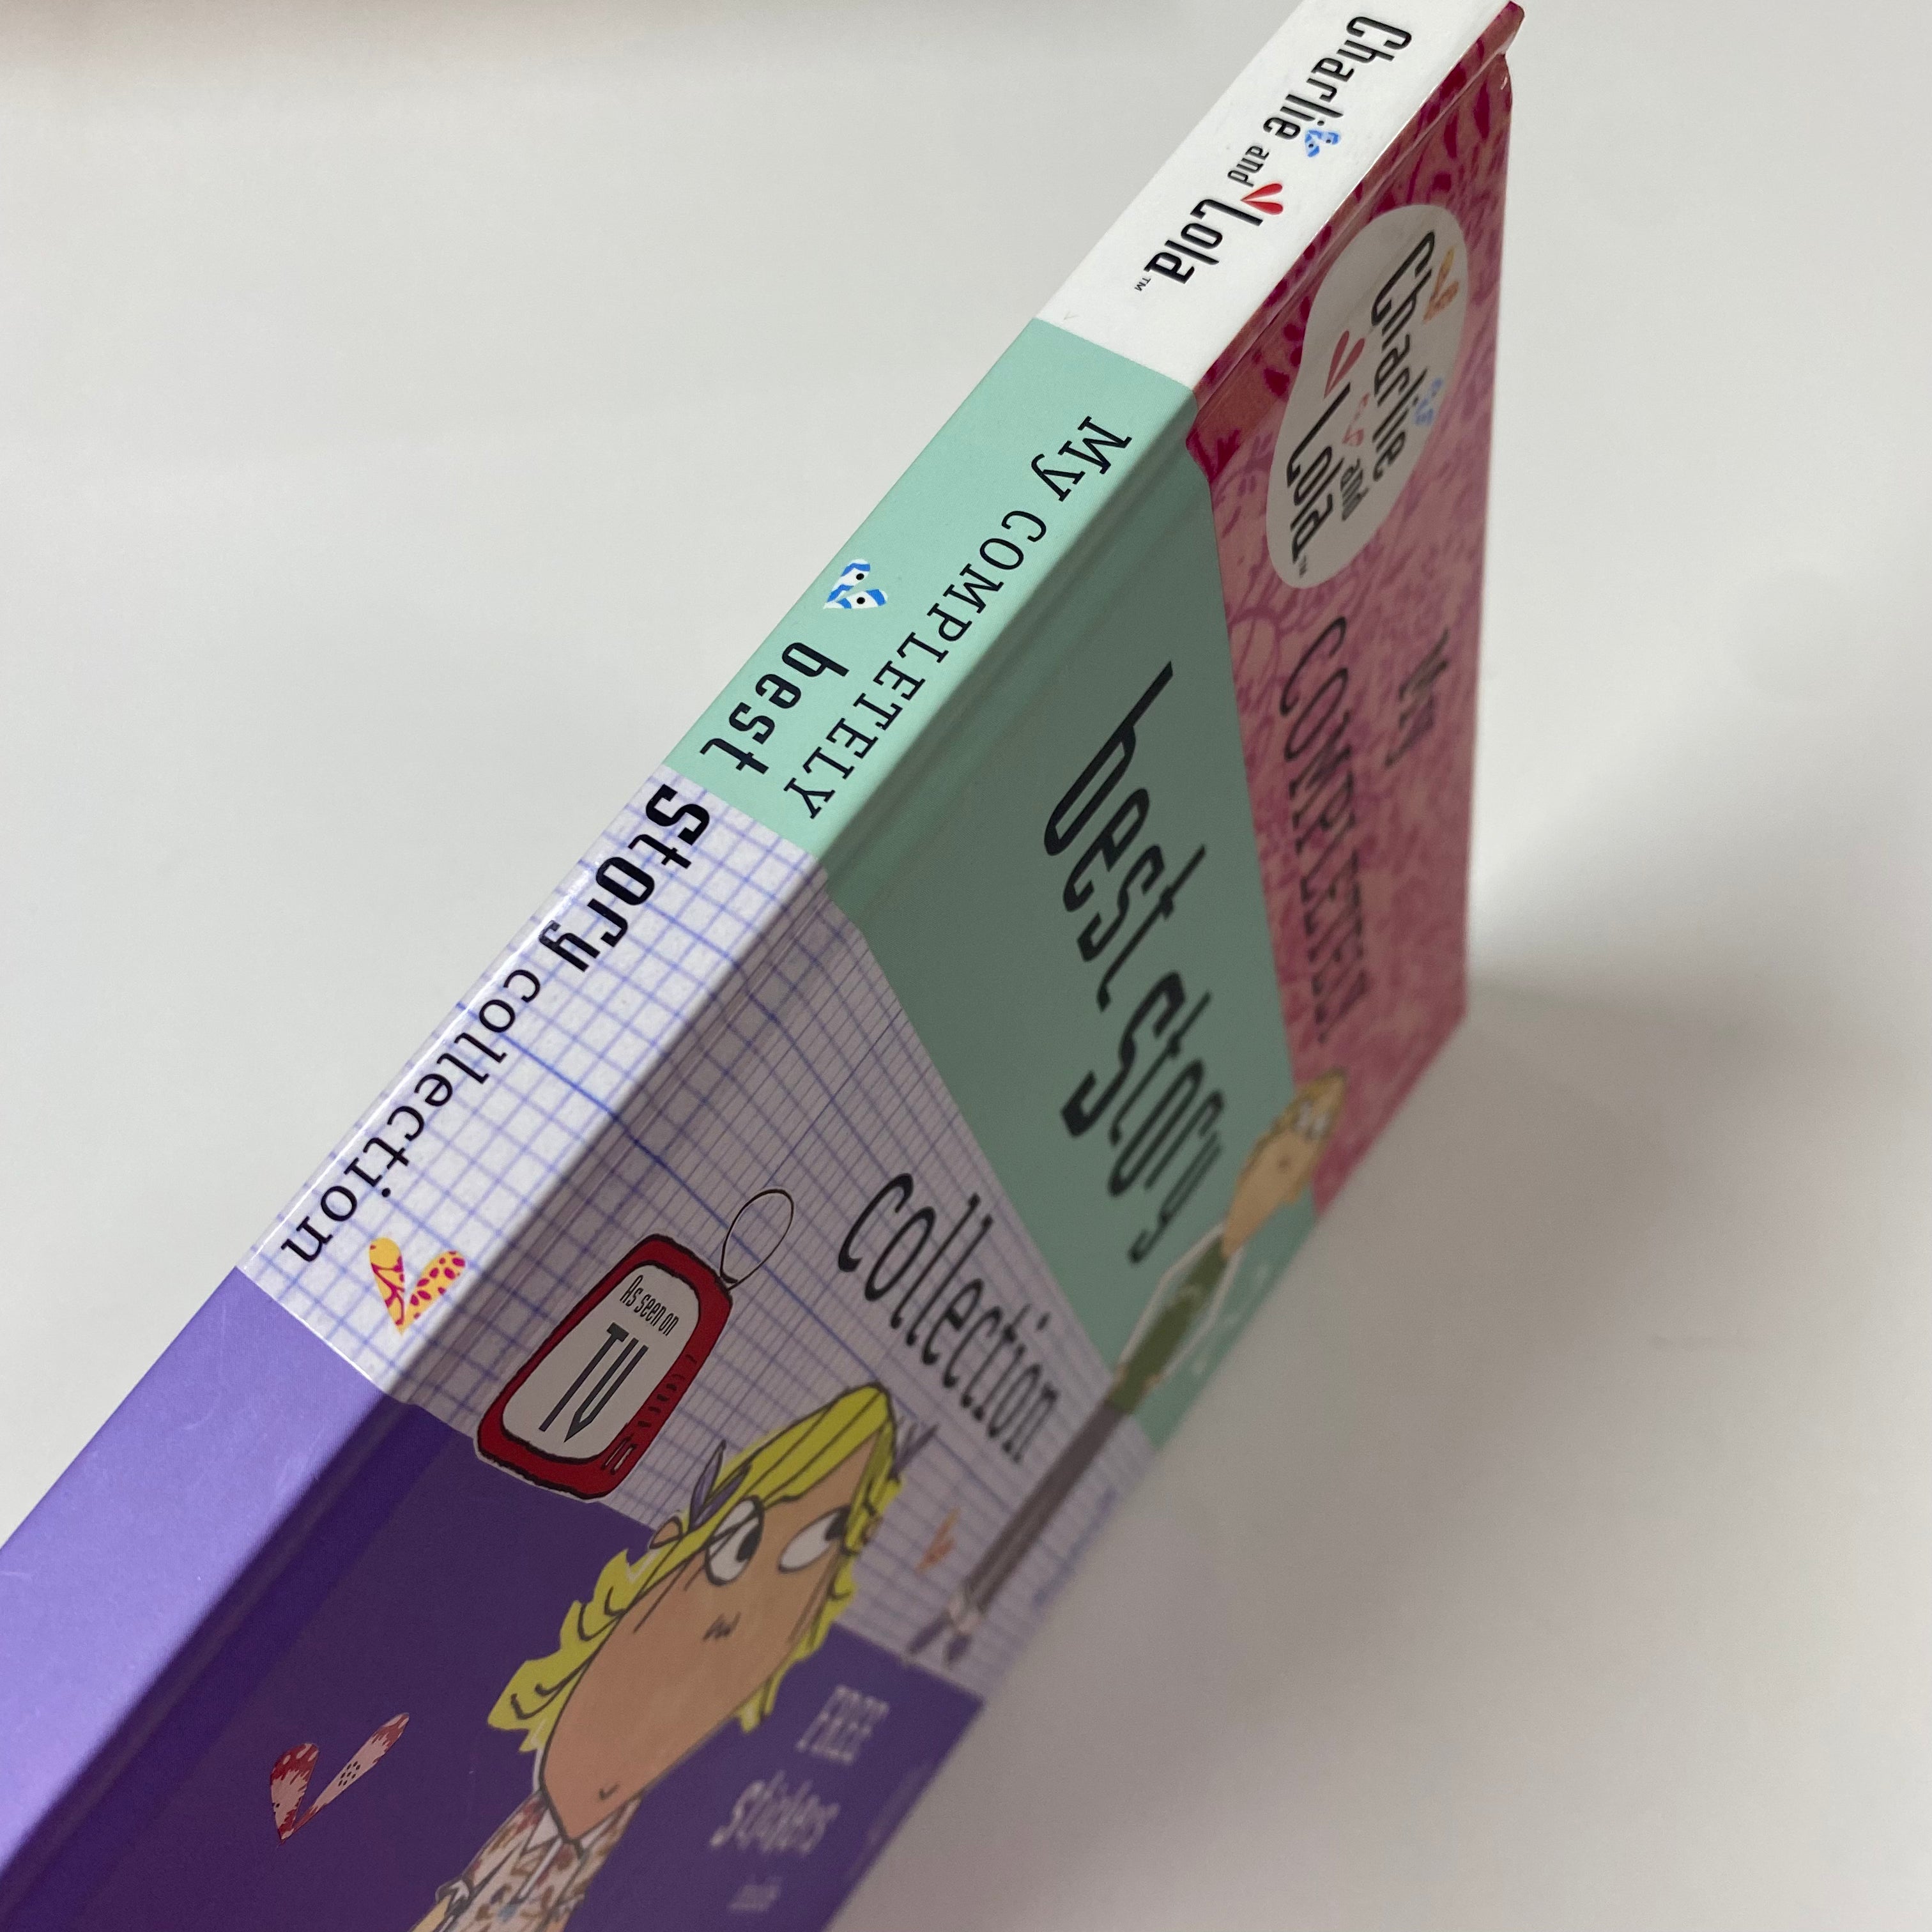 Charlie and Lola™
My COMPLETELY
best
Story collection
Charlie
and
Lola™
My
COMPLETELY
best story
collection
As seen on
TV
FREE
stickers
inside